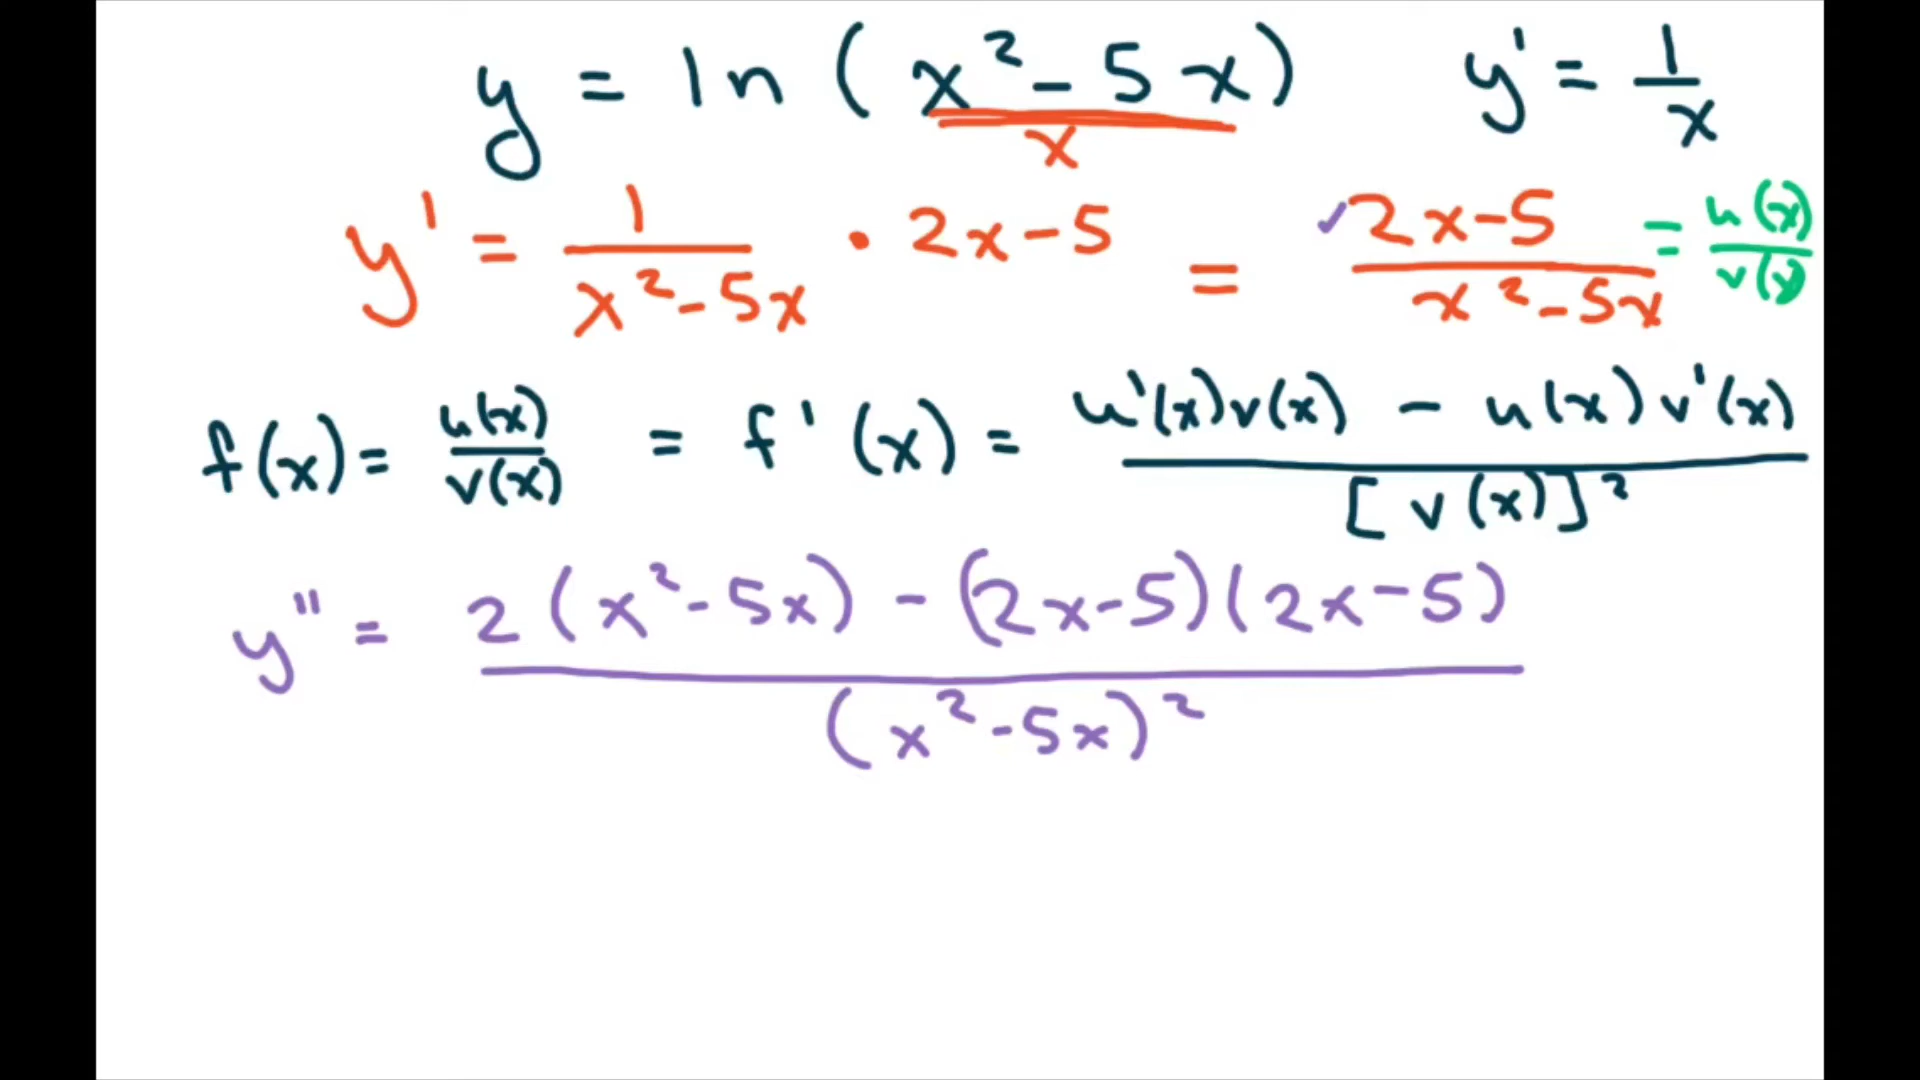 y = ln (x² - 5x)    y' = 1/x
x
y' = 1/(x² - 5x) · 2x - 5 = ✓ (2x - 5)/(x² - 5x) = u(x)/v(x)
f(x) = u(x)/v(x) = f'(x) = (u'(x)v(x) - u(x)v'(x))/[v(x)]²
y" = (2(x² - 5x) - (2x - 5)(2x - 5))/(x² - 5x)²